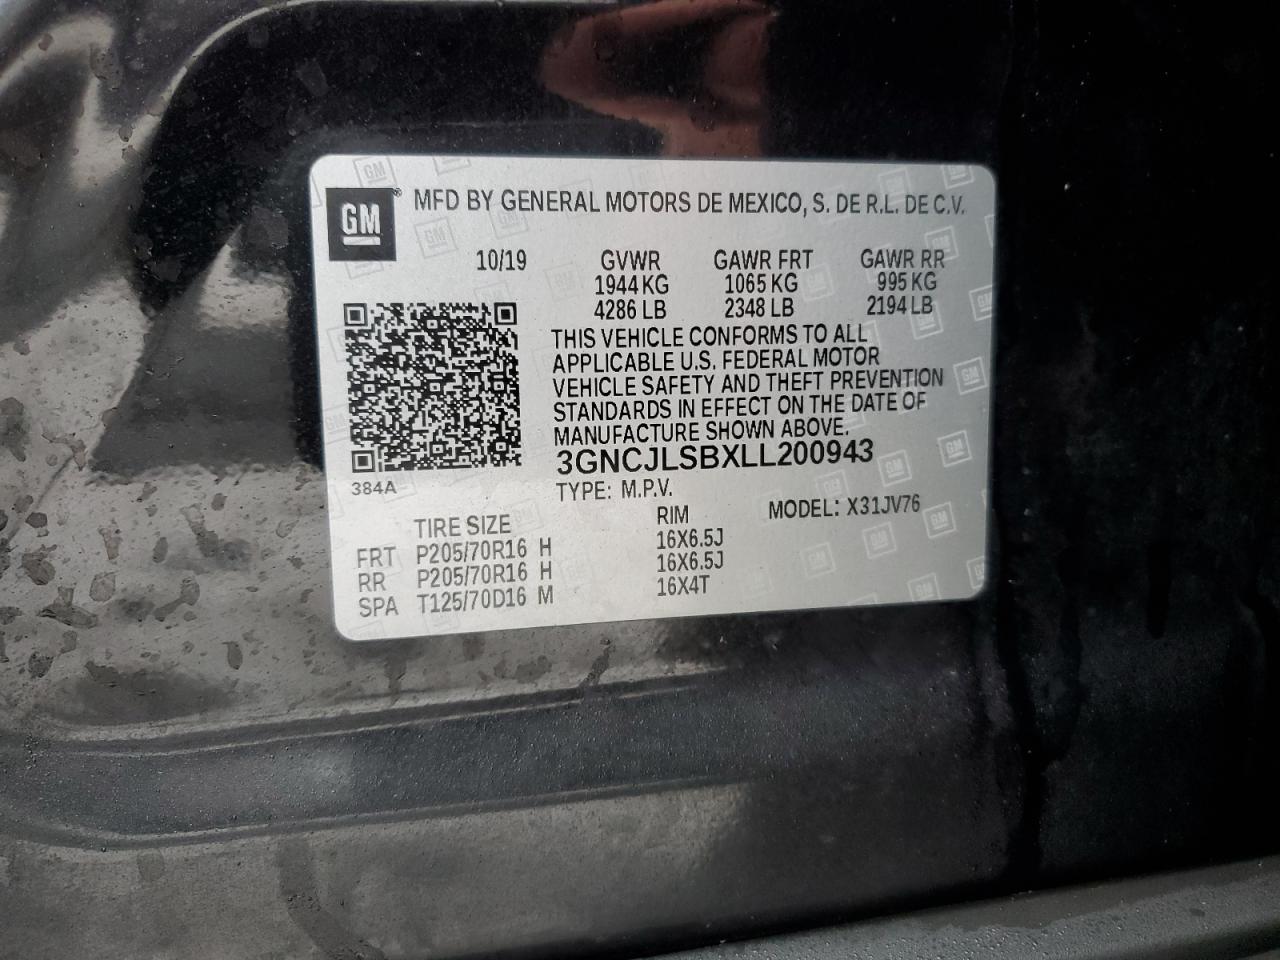 GM® MFD BY GENERAL MOTORS DE MEXICO, S. DE R.L. DE C.V.
10/19 GVWR GAWR FRT GAWR RR
1944 KG 1065 KG 995 KG
4286 LB 2348 LB 2194 LB
THIS VEHICLE CONFORMS TO ALL
APPLICABLE U.S. FEDERAL MOTOR
VEHICLE SAFETY AND THEFT PREVENTION
STANDARDS IN EFFECT ON THE DATE OF
MANUFACTURE SHOWN ABOVE.
3GNCJLSBXLL200943
384A TYPE: M.P.V.
TIRE SIZE RIM MODEL: X31JV76
FRT P205/70R16 H 16X6.5J
RR P205/70R16 H 16X6.5J
SPA T125/70D16 M 16X4T